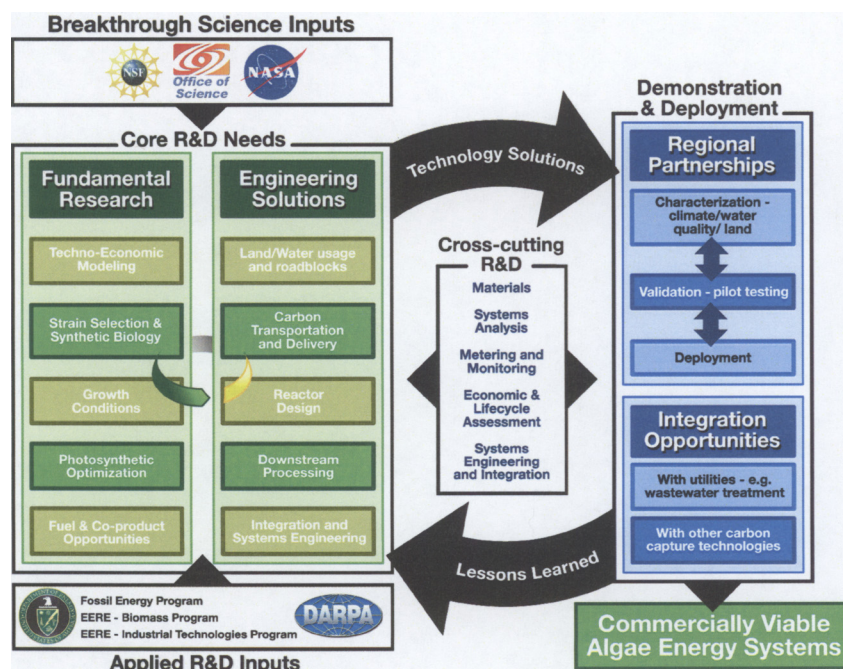 Breakthrough Science Inputs
NSF
Office of
Science
NASA
Core R&D Needs
Fundamental
Research
Techno-Economic
Modeling
Strain Selection &
Synthetic Biology
Growth
Conditions
Photosynthetic
Optimization
Fuel & Co-product
Opportunities
Engineering
Solutions
Land/Water usage
and roadblocks
Carbon
Transportation
and Delivery
Reactor
Design
Downstream
Processing
Integration and
Systems Engineering
Fossil Energy Program
EERE - Biomass Program
EERE - Industrial Technologies Program
DARPA
Applied R&D Inputs
Technology Solutions
Cross-cutting
R&D
Materials
Systems
Analysis
Metering and
Monitoring
Economic &
Lifecycle
Assessment
Systems
Engineering
and Integration
Lessons Learned
Demonstration
& Deployment
Regional
Partnerships
Characterization -
climate/water
quality/ land
Validation - pilot testing
Deployment
Integration
Opportunities
With utilities - e.g.
wastewater treatment
With other carbon
capture technologies
Commercially Viable
Algae Energy Systems